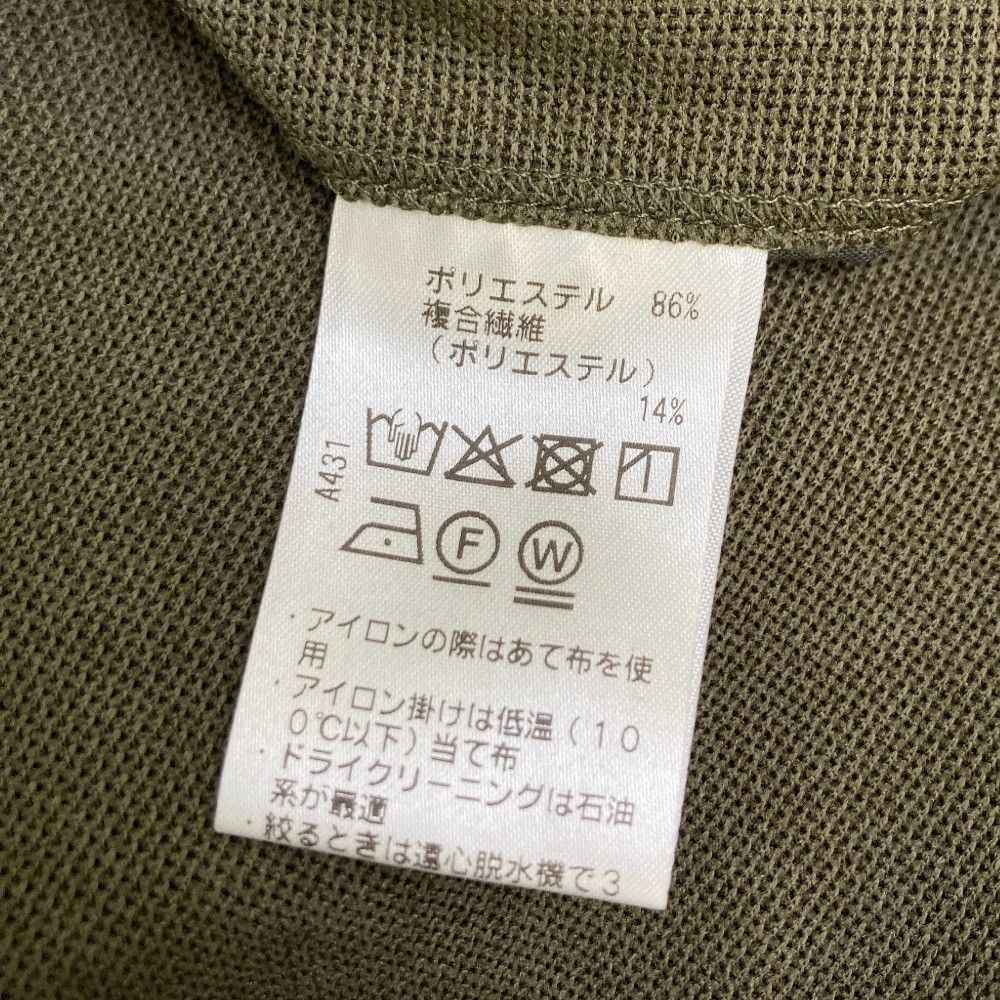 ポリエステル 86%
複合繊維
（ポリエステル）
14%
A431
F W
・アイロンの際はあて布を使
用
・アイロン掛けは低温（１０
０℃以下）当て布
・ドライクリーニングは石油
系が最適
・絞るときは遠心脱水機で３